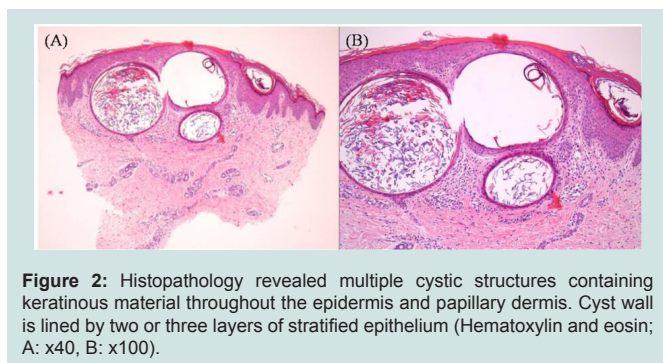 (A)
(B)
Figure 2: Histopathology revealed multiple cystic structures containing
keratinous material throughout the epidermis and papillary dermis. Cyst wall
is lined by two or three layers of stratified epithelium (Hematoxylin and eosin;
A: x40, B: x100).